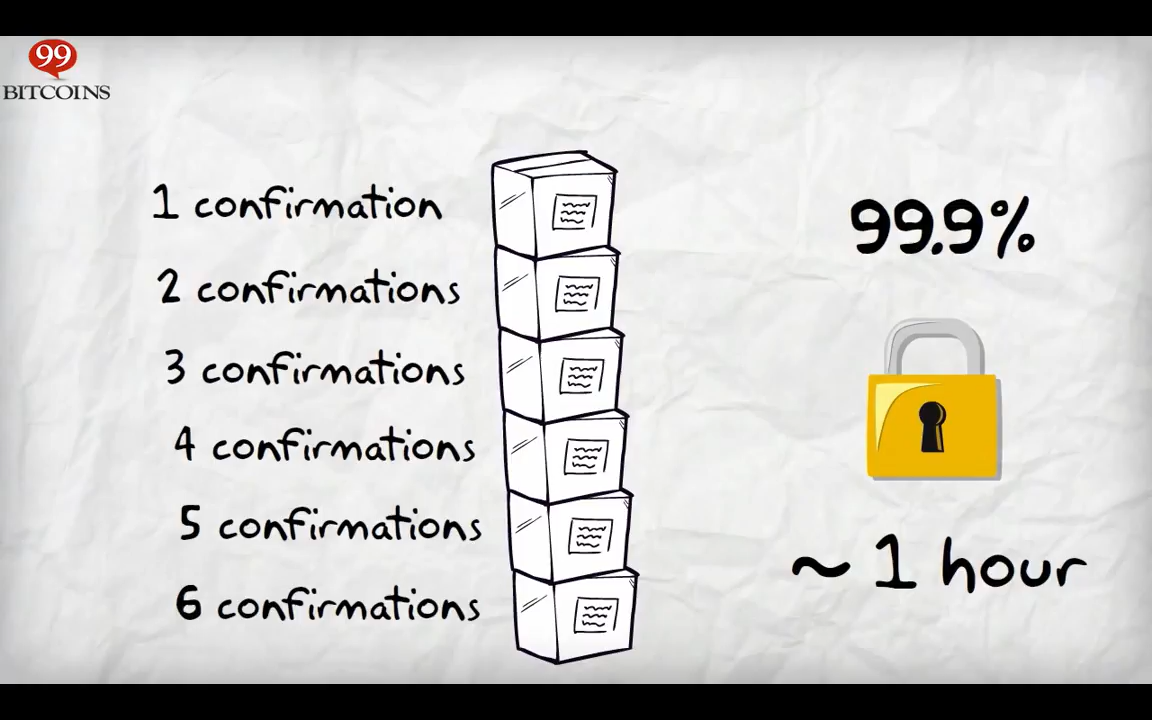 99
BITCOINS
1 confirmation
2 confirmations
3 confirmations
4 confirmations
5 confirmations
6 confirmations
99.9%
~ 1 hour